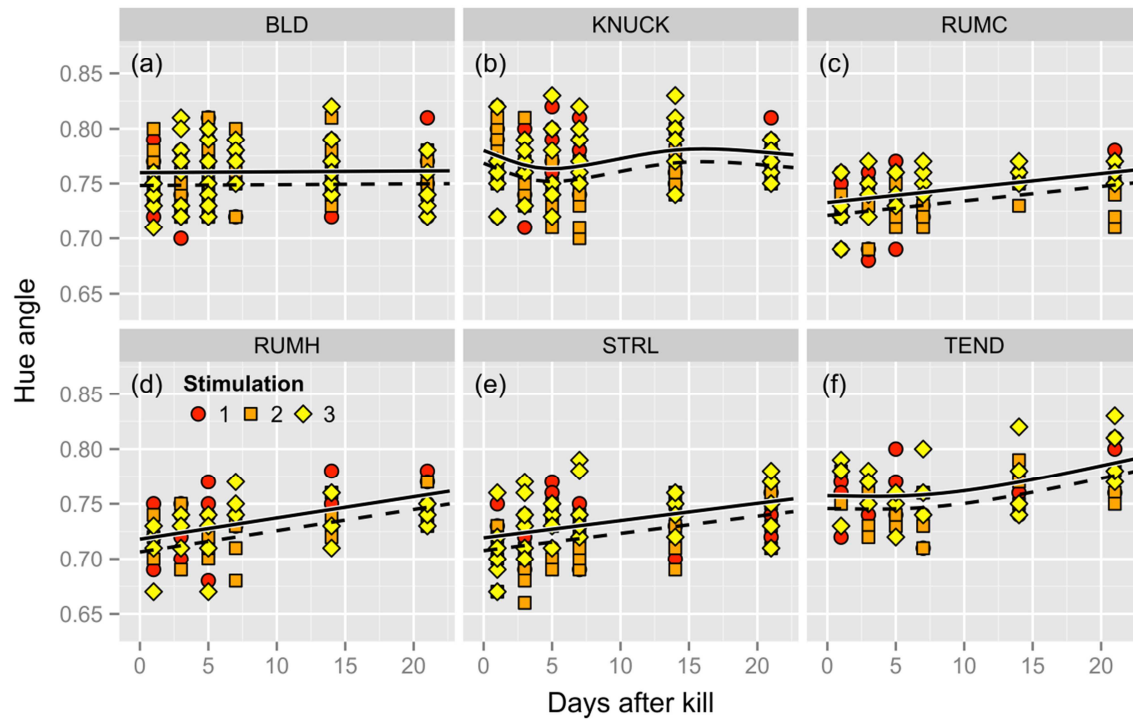 BLD KNUCK RUMC
(a) (b) (c)
0.85
0.80
0.75
0.70
0.65
RUMH STRL TEND
(d) (e) (f)
Stimulation
1 2 3
0.85
0.80
0.75
0.70
0.65
0 5 10 15 20 0 5 10 15 20 0 5 10 15 20
Days after kill
Hue angle